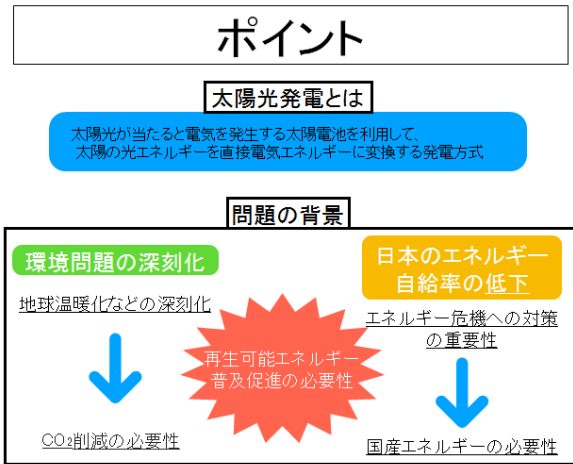 ポイント
太陽光発電とは
太陽光が当たると電気を発生する太陽電池を利用して、
太陽の光エネルギーを直接電気エネルギーに変換する発電方式
問題の背景
環境問題の深刻化
地球温暖化などの深刻化
CO₂削減の必要性
再生可能エネルギー
普及促進の必要性
日本のエネルギー
自給率の低下
エネルギー危機への対策
の重要性
国産エネルギーの必要性